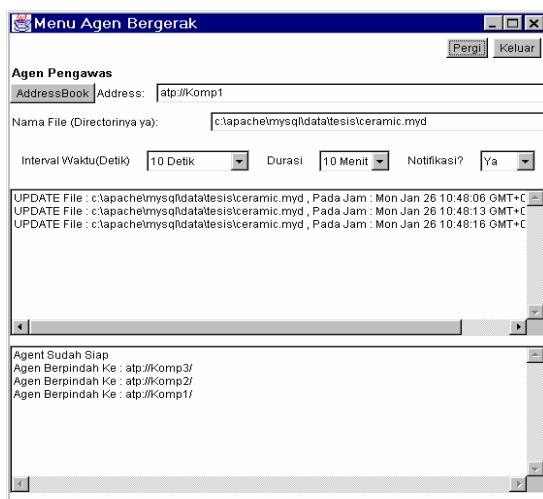 Menu Agen Bergerak
Pergi Keluar
Agen Pengawas
AddressBook Address: atp://Komp1
Nama File (Directorinya ya): c:\apache\mysql\data\tesis\ceramic.myd
Interval Waktu(Detik) 10 Detik Durasi 10 Menit Notifikasi? Ya
UPDATE File : c:\apache\mysql\data\tesis\ceramic.myd , Pada Jam : Mon Jan 26 10:48:06 GMT+
UPDATE File : c:\apache\mysql\data\tesis\ceramic.myd , Pada Jam : Mon Jan 26 10:48:13 GMT+
UPDATE File : c:\apache\mysql\data\tesis\ceramic.myd , Pada Jam : Mon Jan 26 10:48:16 GMT+
Agent Sudah Siap
Agen Berpindah Ke : atp://Komp3/
Agen Berpindah Ke : atp://Komp2/
Agen Berpindah Ke : atp://Komp1/